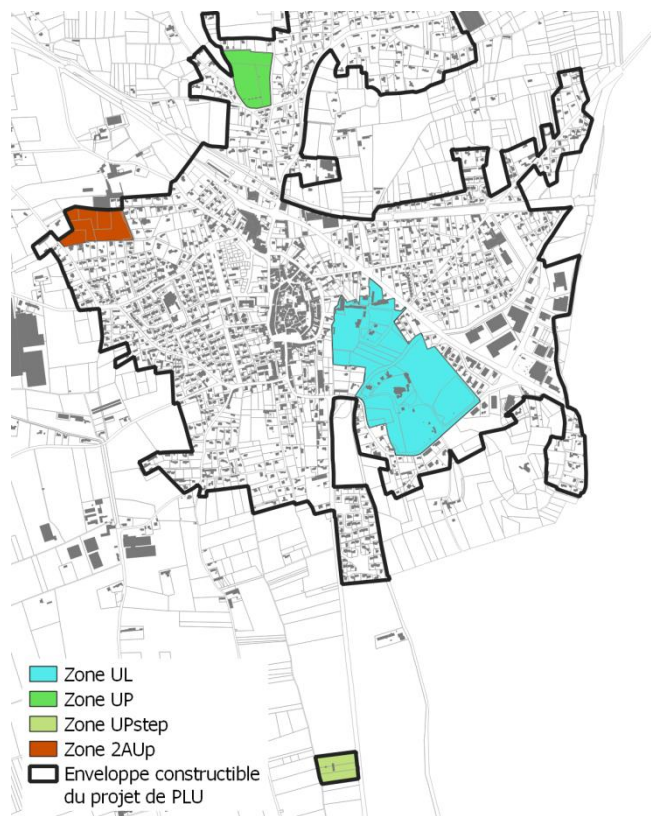 Zone UL
Zone UP
Zone UPstep
Zone 2AUp
Enveloppe constructible
du projet de PLU